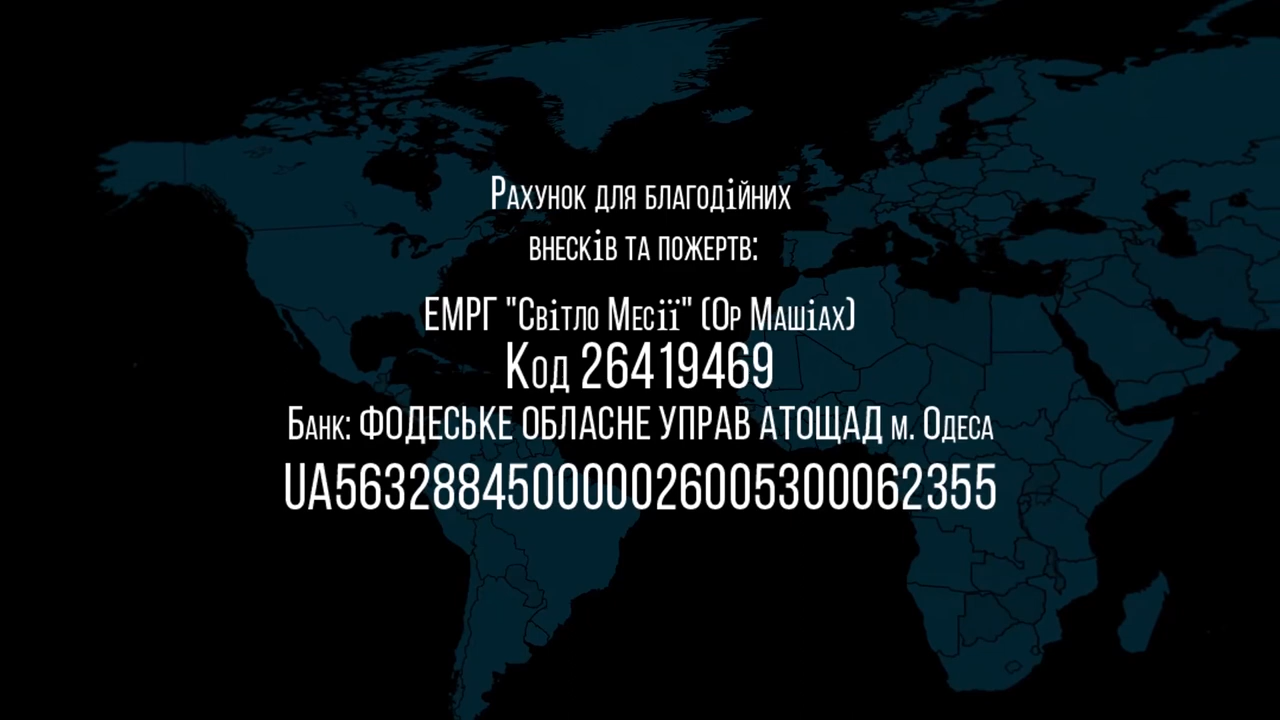 Рахунок для благодійних
внесків та пожертв:
ЕМРГ "Світло Месії" (Ор Машіах)
Код 26419469
Банк: ФОДЕСЬКЕ ОБЛАСНЕ УПРАВ АТОЩАД м. Одеса
UA563288450000026005300062355